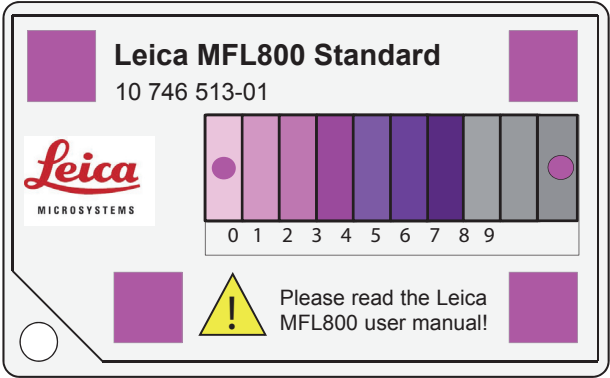 Leica MFL800 Standard
10 746 513-01
Leica
MICROSYSTEMS
0 1 2 3 4 5 6 7 8 9
!
Please read the Leica
MFL800 user manual!